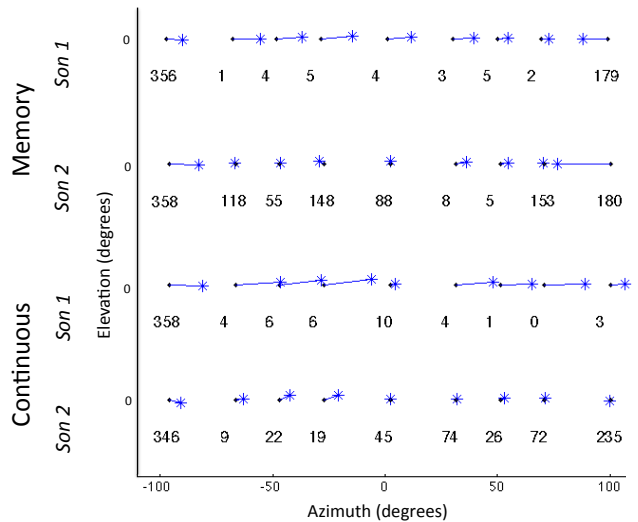 Memory
Continuous
Son 1
Son 2
Son 1
Son 2
Elevation (degrees)
0
356 1 4 5 4 3 5 2 179
0
358 118 55 148 88 8 5 153 180
0
358 4 6 6 10 4 1 0 3
0
346 9 22 19 45 74 26 72 235
-100 -50 0 50 100
Azimuth (degrees)